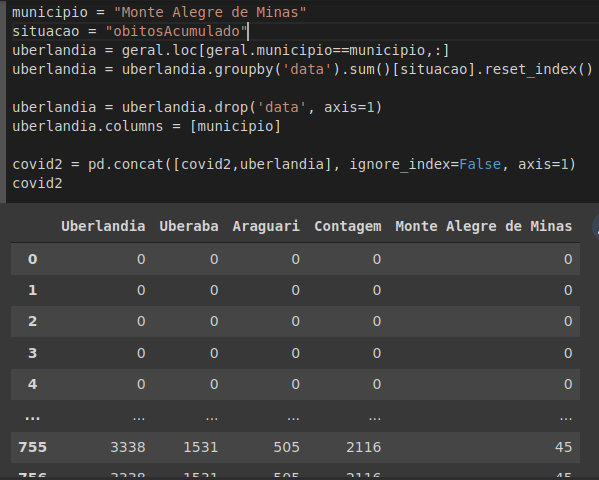 municipio = "Monte Alegre de Minas"
situacao = "obitosAcumulado"
uberlandia = geral.loc[geral.municipio==municipio,:]
uberlandia = uberlandia.groupby('data').sum()[situacao].reset_index()
uberlandia = uberlandia.drop('data', axis=1)
uberlandia.columns = [municipio]
covid2 = pd.concat([covid2,uberlandia], ignore_index=False, axis=1)
covid2
Uberlandia Uberaba Araguari Contagem Monte Alegre de Minas
0 0 0 0 0 0
1 0 0 0 0 0
2 0 0 0 0 0
3 0 0 0 0 0
4 0 0 0 0 0
... ... ... ... ... ...
755 3338 1531 505 2116 45
756 3338 1531 505 2116 45